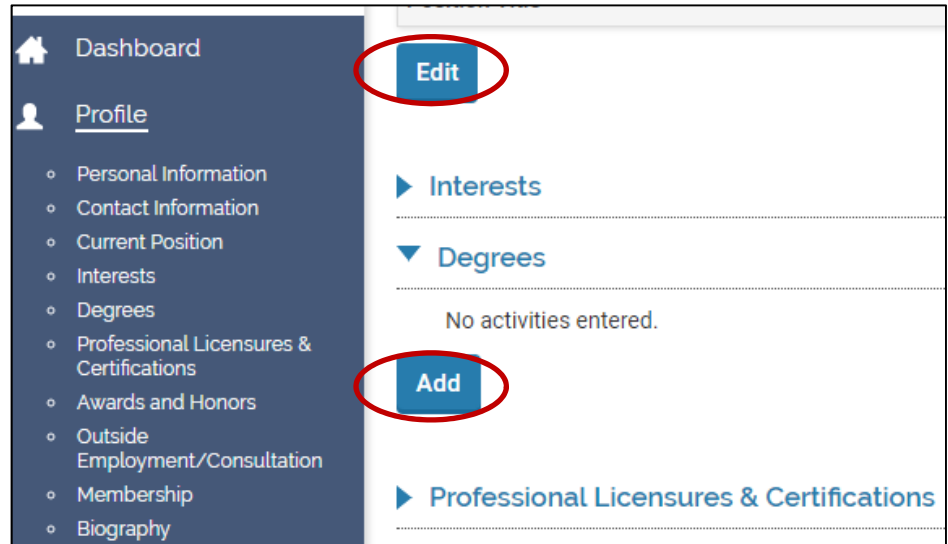 Dashboard
Profile
Personal Information
Contact Information
Current Position
Interests
Degrees
Professional Licensures &
Certifications
Awards and Honors
Outside
Employment/Consultation
Membership
Biography
Edit
Interests
Degrees
No activities entered.
Add
Professional Licensures & Certifications